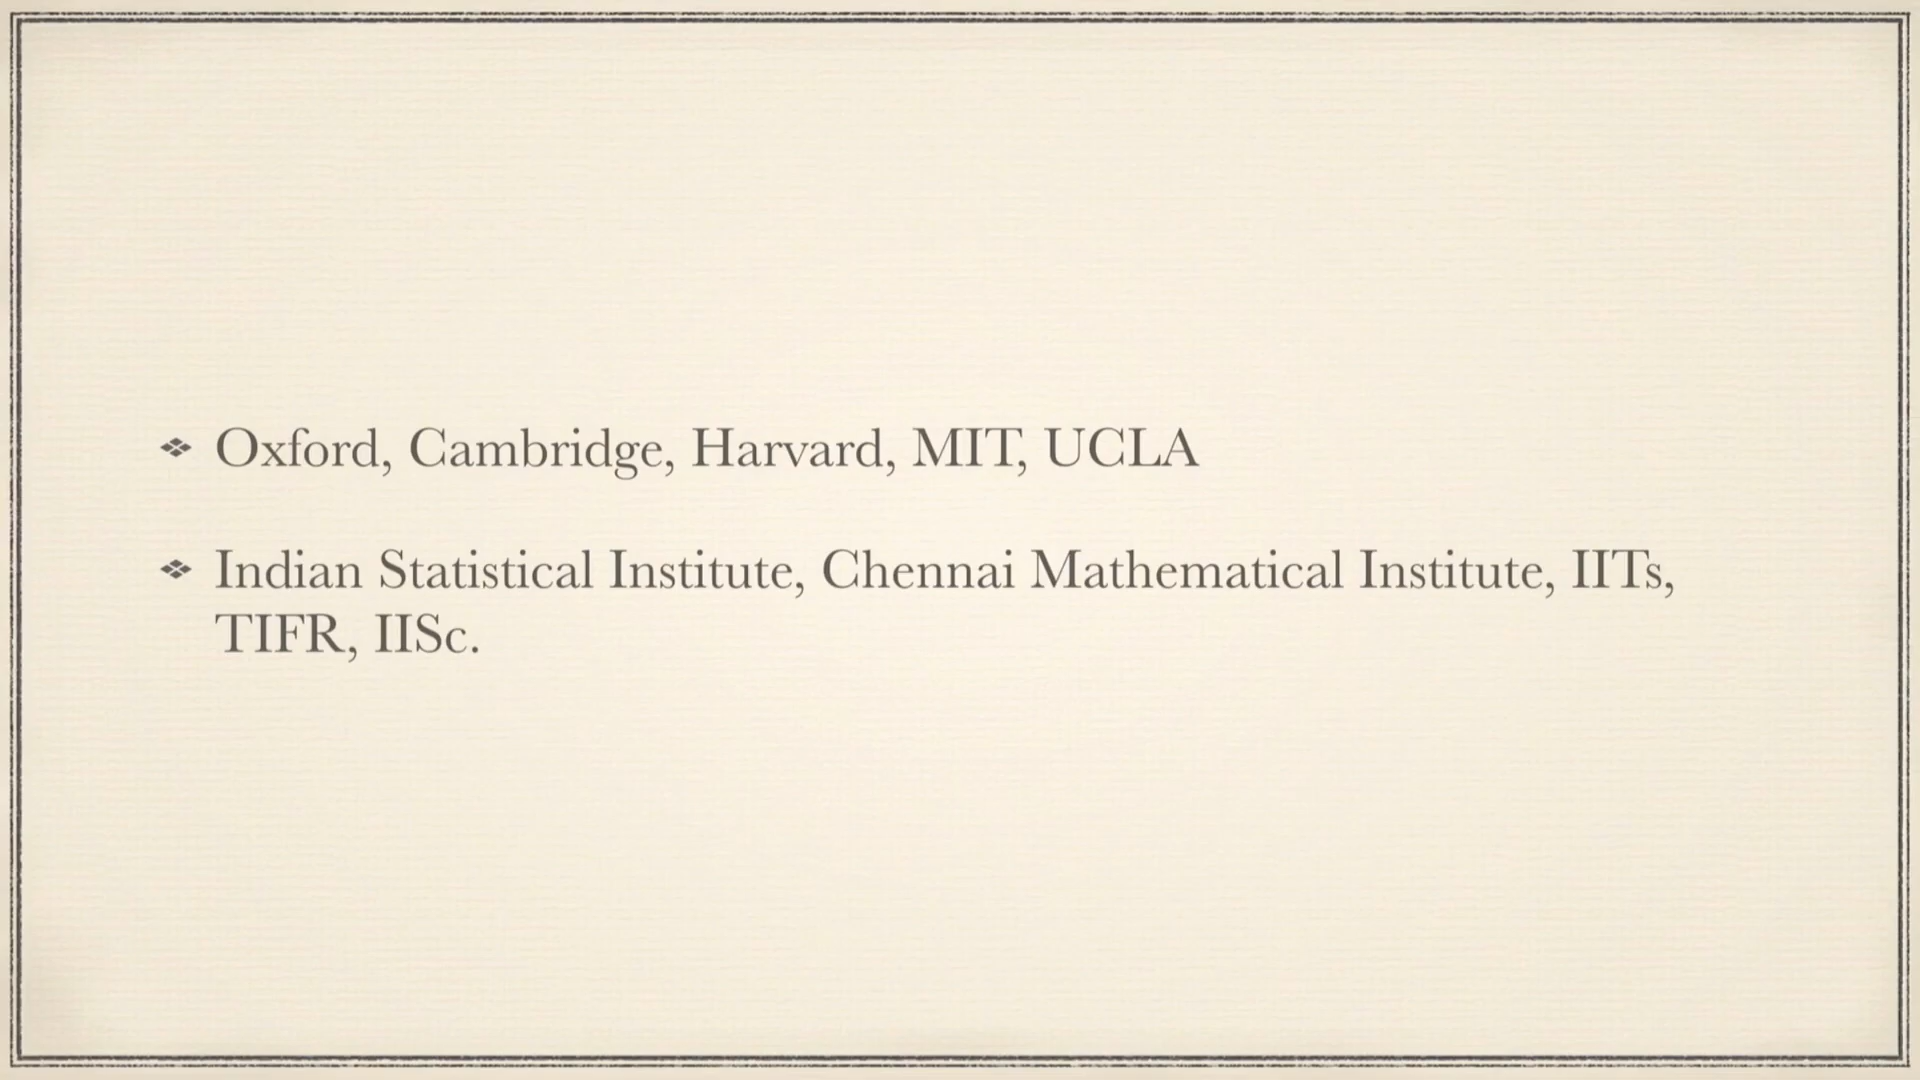 Oxford, Cambridge, Harvard, MIT, UCLA
Indian Statistical Institute, Chennai Mathematical Institute, IITs,
TIFR, IISc.